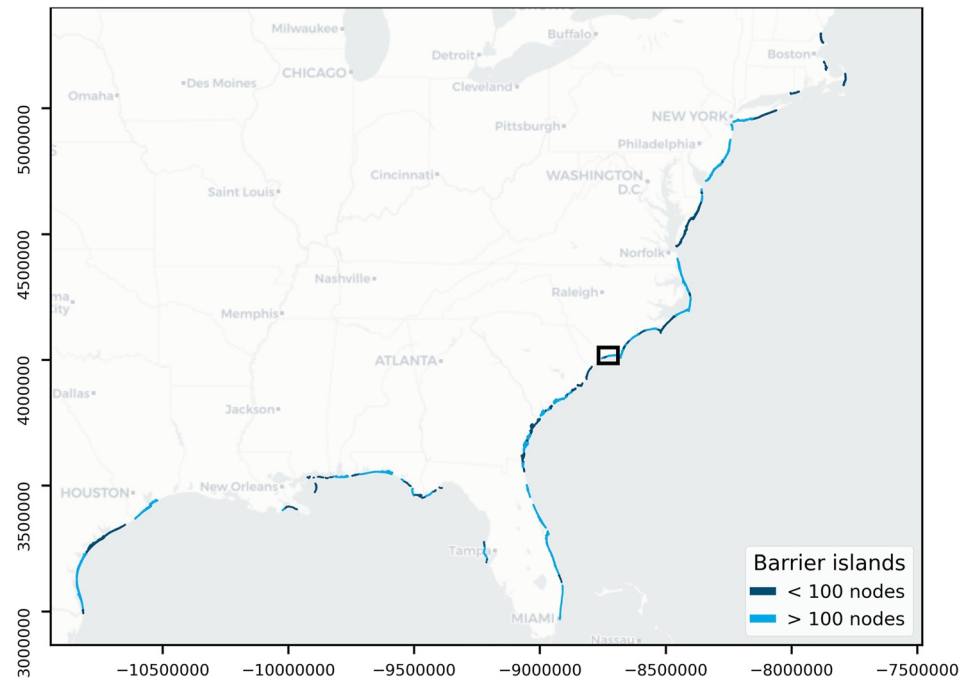 Milwaukee
Buffalo
Boston
Detroit
CHICAGO
Des Moines
Cleveland
Omaha
NEW YORK
Pittsburgh
Philadelphia
Cincinnati
WASHINGTON
D.C.
Saint Louis
Norfolk
Nashville
Raleigh
ma
City
Memphis
ATLANTA
Dallas
Jackson
HOUSTON
New Orleans
Tampa
MIAMI
Nassau
5000000
4500000
4000000
3500000
3000000
−10500000
−10000000
−9500000
−9000000
−8500000
−8000000
−7500000
Barrier islands
< 100 nodes
> 100 nodes